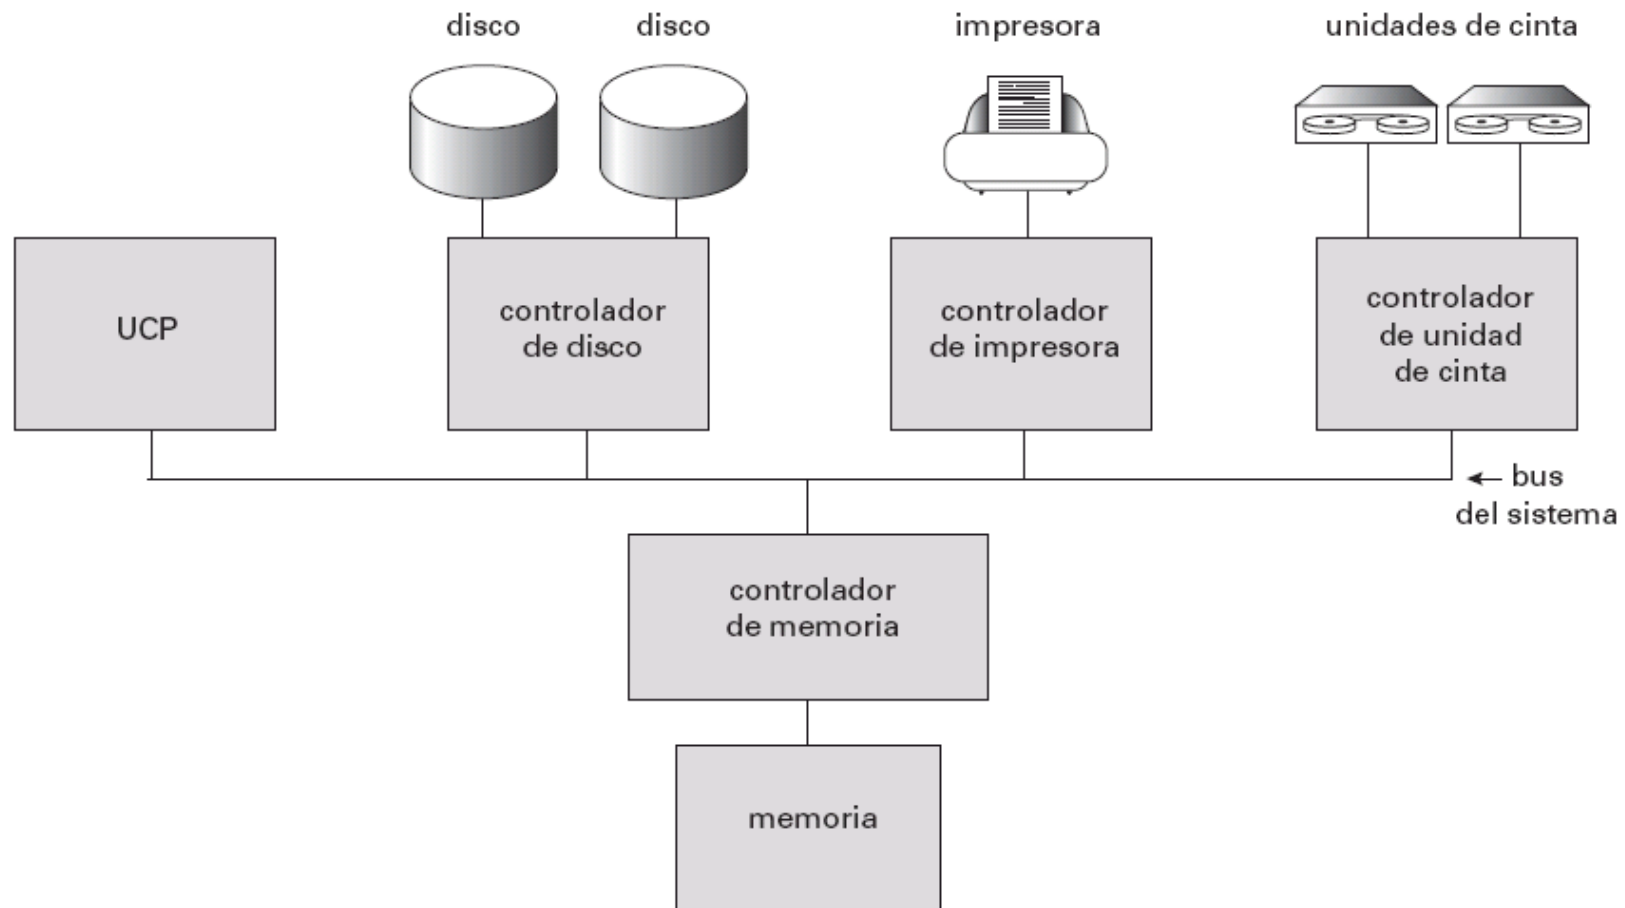 disco
disco
impresora
unidades de cinta
UCP
controlador
de disco
controlador
de impresora
controlador
de unidad
de cinta
bus
del sistema
controlador
de memoria
memoria